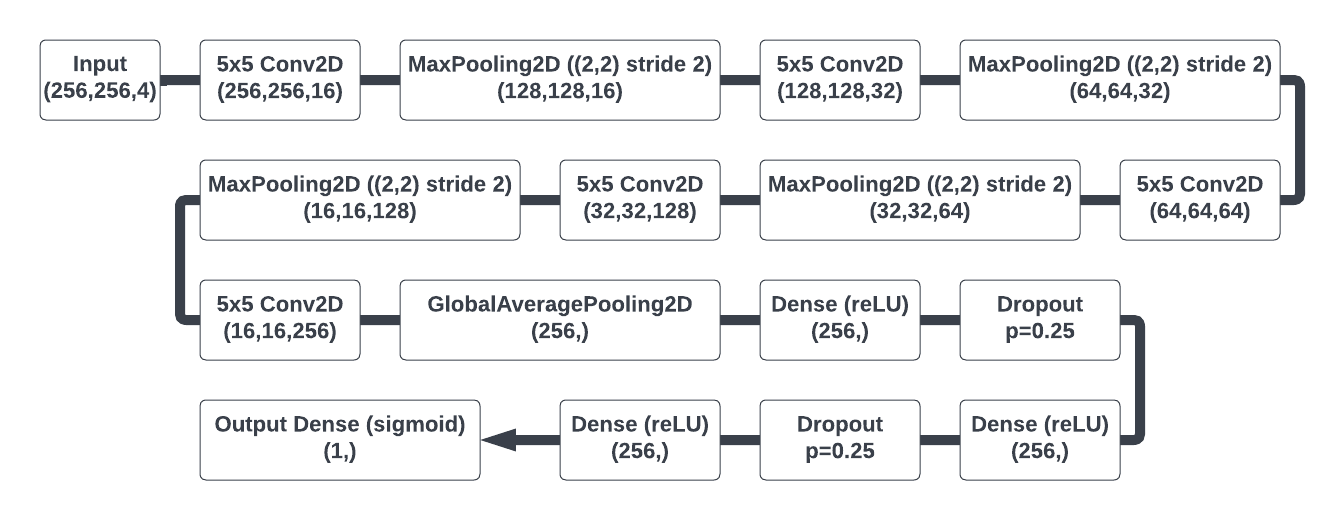 Input
(256,256,4)
5x5 Conv2D
(256,256,16)
MaxPooling2D ((2,2) stride 2)
(128,128,16)
5x5 Conv2D
(128,128,32)
MaxPooling2D ((2,2) stride 2)
(64,64,32)
5x5 Conv2D
(64,64,64)
MaxPooling2D ((2,2) stride 2)
(32,32,64)
5x5 Conv2D
(32,32,128)
MaxPooling2D ((2,2) stride 2)
(16,16,128)
5x5 Conv2D
(16,16,256)
GlobalAveragePooling2D
(256,)
Dense (reLU)
(256,)
Dropout
p=0.25
Dense (reLU)
(256,)
Dropout
p=0.25
Dense (reLU)
(256,)
Output Dense (sigmoid)
(1,)